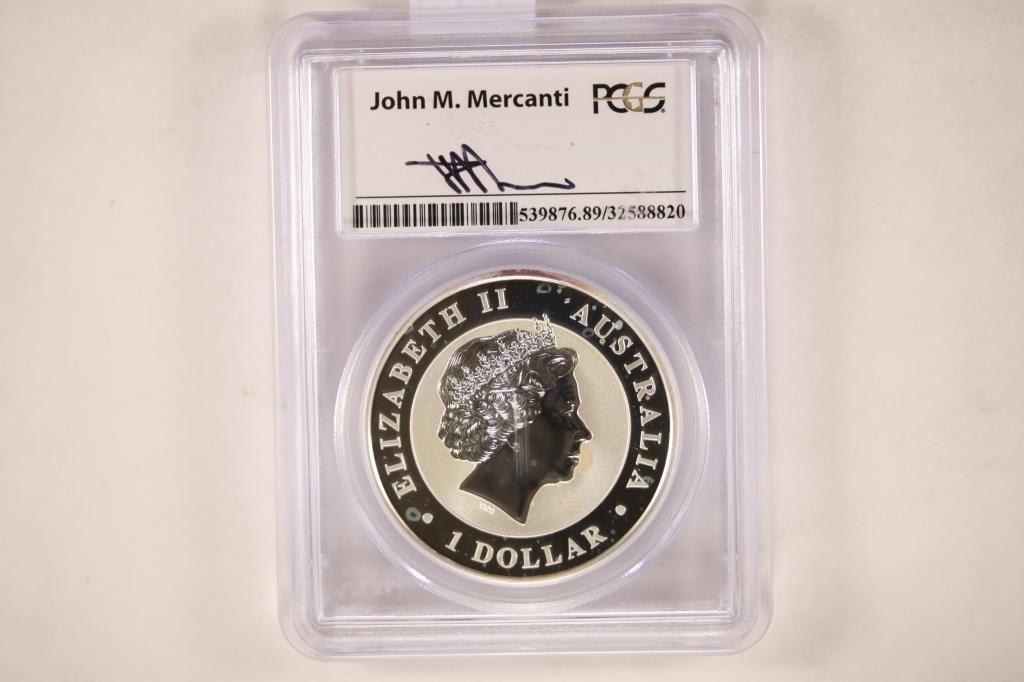 John M. Mercanti PCGS
539876.89/32588820
ELIZABETH II AUSTRALIA
1 DOLLAR